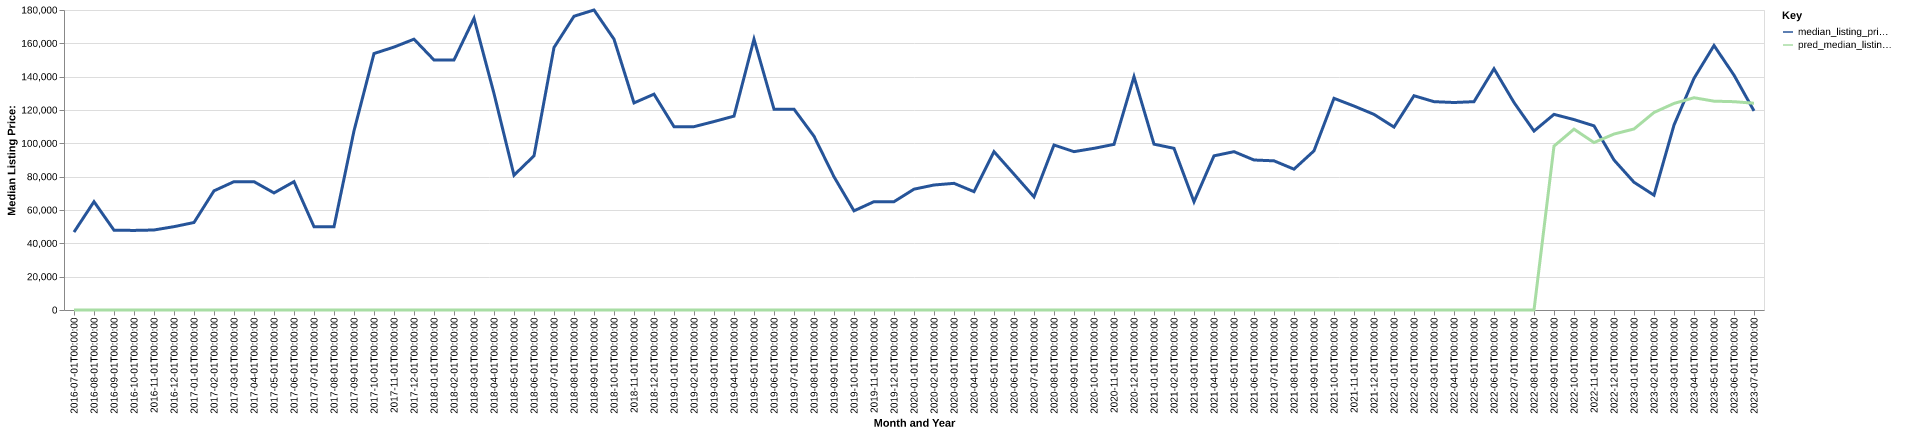 Median Listing Price:
180,000
160,000
140,000
120,000
100,000
80,000
60,000
40,000
20,000
0
Key
median_listing_pri…
pred_median_listin…
2016-07-01T00:00:00
2016-08-01T00:00:00
2016-09-01T00:00:00
2016-10-01T00:00:00
2016-11-01T00:00:00
2016-12-01T00:00:00
2017-01-01T00:00:00
2017-02-01T00:00:00
2017-03-01T00:00:00
2017-04-01T00:00:00
2017-05-01T00:00:00
2017-06-01T00:00:00
2017-07-01T00:00:00
2017-08-01T00:00:00
2017-09-01T00:00:00
2017-10-01T00:00:00
2017-11-01T00:00:00
2017-12-01T00:00:00
2018-01-01T00:00:00
2018-02-01T00:00:00
2018-03-01T00:00:00
2018-04-01T00:00:00
2018-05-01T00:00:00
2018-06-01T00:00:00
2018-07-01T00:00:00
2018-08-01T00:00:00
2018-09-01T00:00:00
2018-10-01T00:00:00
2018-11-01T00:00:00
2018-12-01T00:00:00
2019-01-01T00:00:00
2019-02-01T00:00:00
2019-03-01T00:00:00
2019-04-01T00:00:00
2019-05-01T00:00:00
2019-06-01T00:00:00
2019-07-01T00:00:00
2019-08-01T00:00:00
2019-09-01T00:00:00
2019-10-01T00:00:00
2019-11-01T00:00:00
2019-12-01T00:00:00
2020-01-01T00:00:00
2020-02-01T00:00:00
2020-03-01T00:00:00
2020-04-01T00:00:00
2020-05-01T00:00:00
2020-06-01T00:00:00
2020-07-01T00:00:00
2020-08-01T00:00:00
2020-09-01T00:00:00
2020-10-01T00:00:00
2020-11-01T00:00:00
2020-12-01T00:00:00
2021-01-01T00:00:00
2021-02-01T00:00:00
2021-03-01T00:00:00
2021-04-01T00:00:00
2021-05-01T00:00:00
2021-06-01T00:00:00
2021-07-01T00:00:00
2021-08-01T00:00:00
2021-09-01T00:00:00
2021-10-01T00:00:00
2021-11-01T00:00:00
2021-12-01T00:00:00
2022-01-01T00:00:00
2022-02-01T00:00:00
2022-03-01T00:00:00
2022-04-01T00:00:00
2022-05-01T00:00:00
2022-06-01T00:00:00
2022-07-01T00:00:00
2022-08-01T00:00:00
2022-09-01T00:00:00
2022-10-01T00:00:00
2022-11-01T00:00:00
2022-12-01T00:00:00
2023-01-01T00:00:00
2023-02-01T00:00:00
2023-03-01T00:00:00
2023-04-01T00:00:00
2023-05-01T00:00:00
2023-06-01T00:00:00
2023-07-01T00:00:00
Month and Year